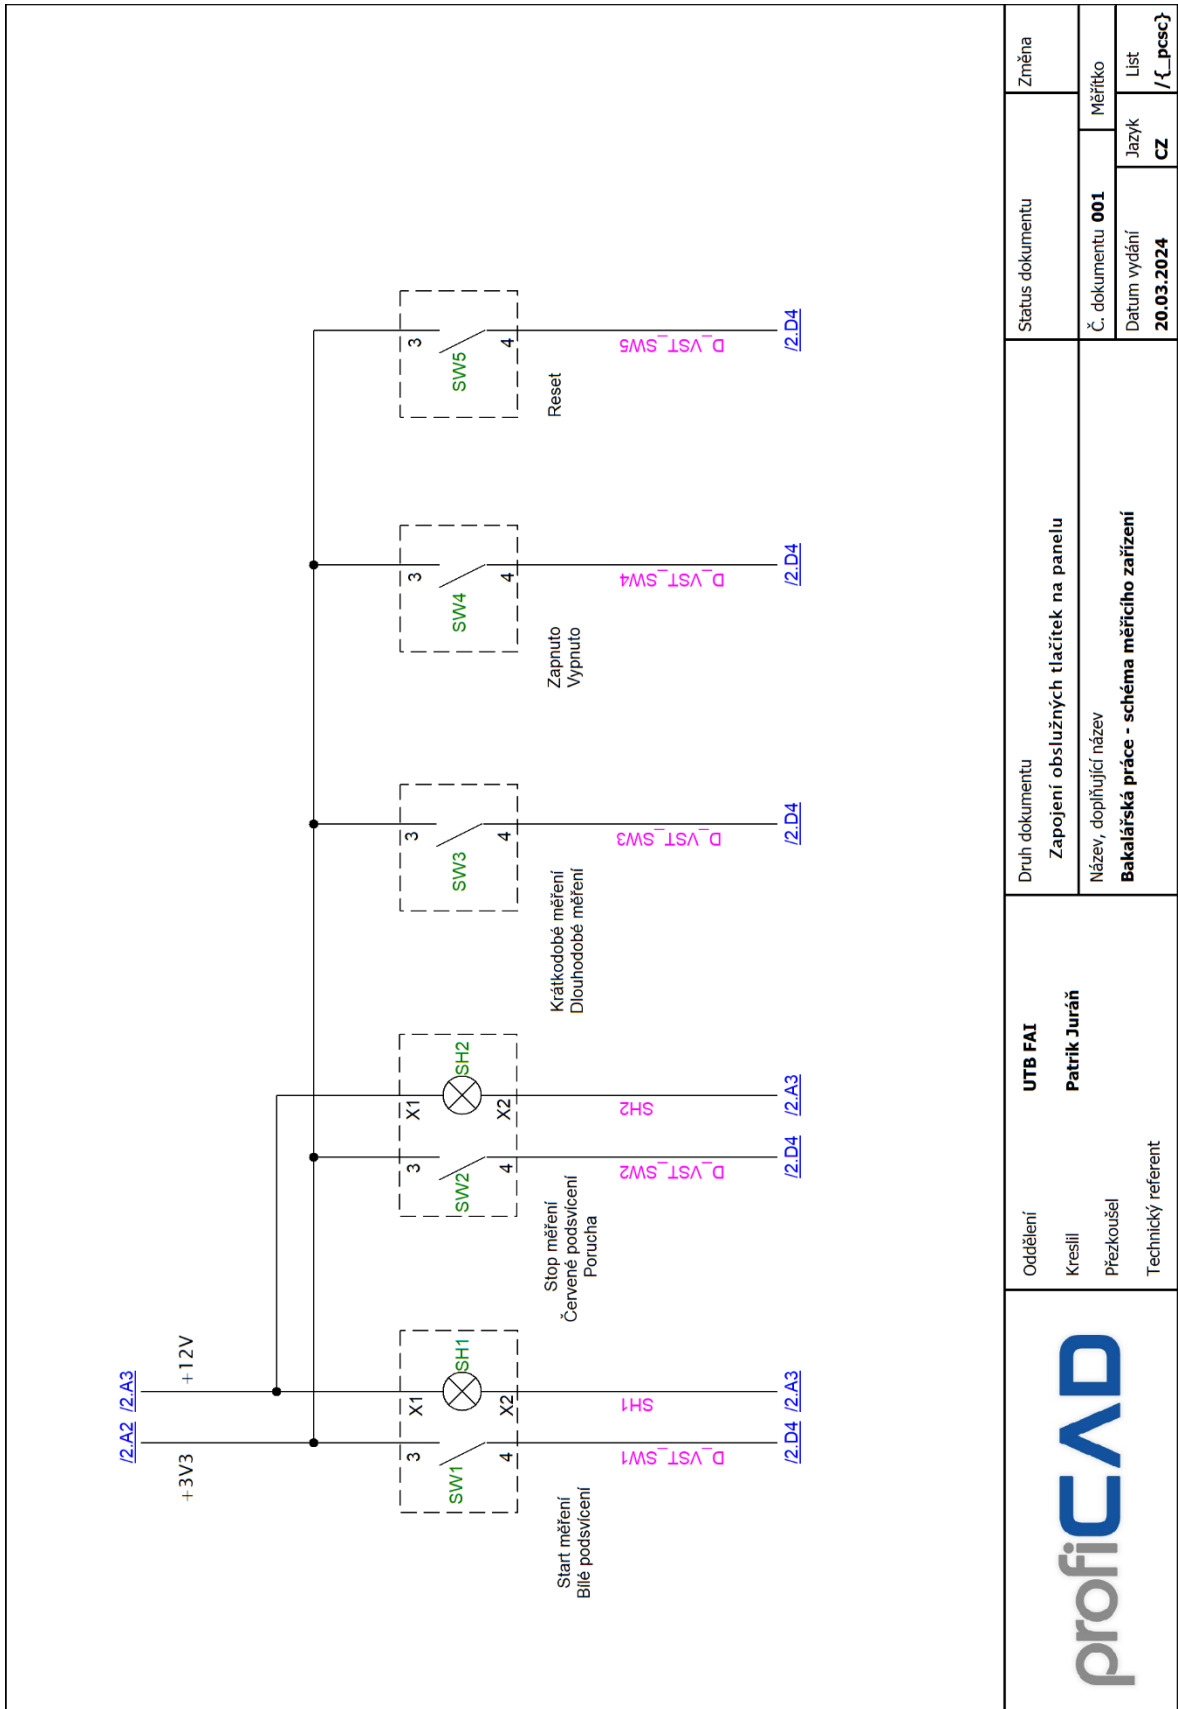 /2.A2 /2.A3
+3V3
+12V
3
4
SW1
X1
X2
SH1
3
4
SW2
X1
X2
SH2
3
4
SW3
3
4
SW4
3
4
SW5
Start měření
Bílé podsvícení
Stop měření
Červené podsvícení
Porucha
Krátkodobé měření
Dlouhodobé měření
Zapnuto
Vypnuto
Reset
D_VST_SW1
SH1
D_VST_SW2
SH2
D_VST_SW3
D_VST_SW4
D_VST_SW5
/2.D4 /2.A3
/2.D4
/2.A3
/2.D4
/2.D4
/2.D4
profiCAD
Oddělení UTB FAI
Kreslil Patrik Juráň
Přezkoušel
Technický referent
Druh dokumentu
Zapojení obslužných tlačítek na panelu
Název, doplňující název
Bakalářská práce - schéma měřicího zařízení
Status dokumentu
Změna
Č. dokumentu 001
Měřítko
Datum vydání
20.03.2024
Jazyk
CZ
List
/{_pcsc}